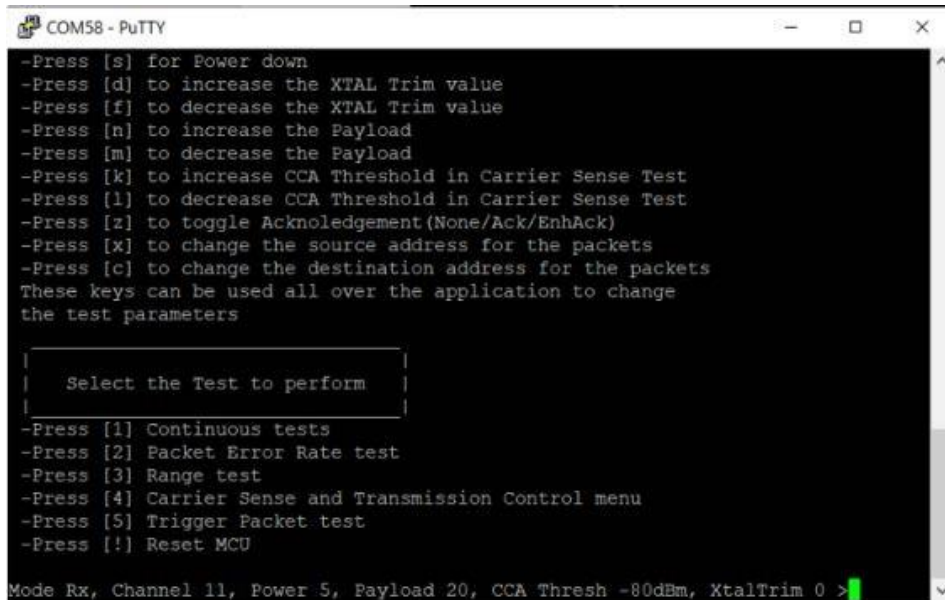 COM58 - PuTTY
-Press [s] for Power down
-Press [d] to increase the XTAL Trim value
-Press [f] to decrease the XTAL Trim value
-Press [n] to increase the Payload
-Press [m] to decrease the Payload
-Press [k] to increase CCA Threshold in Carrier Sense Test
-Press [l] to decrease CCA Threshold in Carrier Sense Test
-Press [z] to toggle Acknoledgement(None/Ack/EnhAck)
-Press [x] to change the source address for the packets
-Press [c] to change the destination address for the packets
These keys can be used all over the application to change
the test parameters
Select the Test to perform
-Press [1] Continuous tests
-Press [2] Packet Error Rate test
-Press [3] Range test
-Press [4] Carrier Sense and Transmission Control menu
-Press [5] Trigger Packet test
-Press [!] Reset MCU
Mode Rx, Channel 11, Power 5, Payload 20, CCA Thresh -80dBm, XtalTrim 0 >